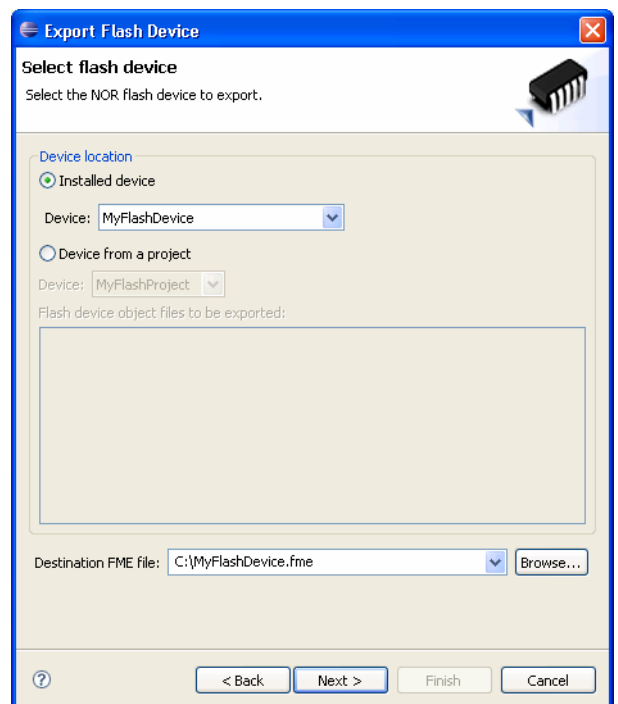 Export Flash Device
Select flash device
Select the NOR flash device to export.
Device location
Installed device
Device: MyFlashDevice
Device from a project
Device: MyFlashProject
Flash device object files to be exported:
Destination FME file: C:\MyFlashDevice.fme Browse...
? < Back Next > Finish Cancel